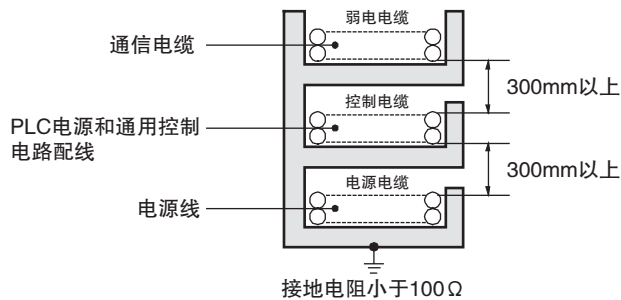 弱电电缆
通信电缆
300mm以上
控制电缆
PLC电源和通用控制
电路配线
300mm以上
电源电缆
电源线
接地电阻小于100Ω